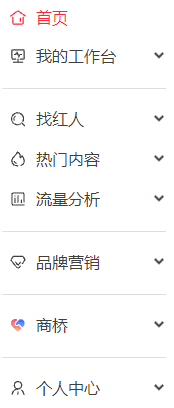 首页
我的工作台
找红人
热门内容
流量分析
品牌营销
商桥
个人中心